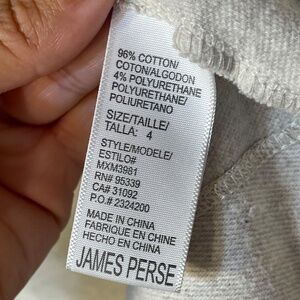 96% COTTON/
COTON/ALGODON
4% POLYURETHANE/
POLYURETHANE/
POLIURETANO
SIZE/TAILLE/
TALLA: 4
STYLE/MODELE/
ESTILO#
MXM3981
RN# 95339
CA# 31092
P.O.# 2324200
MADE IN CHINA
FABRIQUE EN CHINE
HECHO EN CHINA
JAMES PERSE